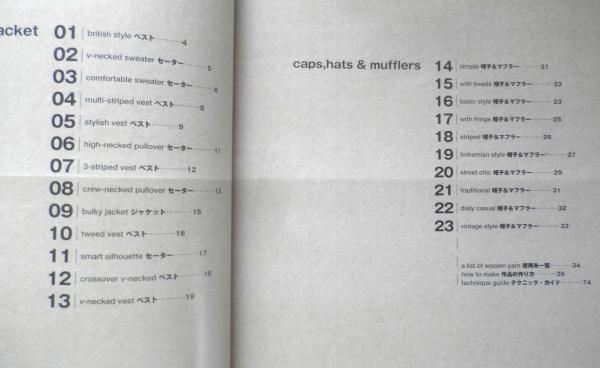 acket
01 british style ベスト 4
02 v-necked sweater セーター 5
03 comfortable sweater セーター 6
04 multi-striped vest ベスト 8
05 stylish vest ベスト 9
06 high-necked pullover セーター 11
07 3-striped vest ベスト 12
08 crew-necked pullover セーター 13
09 bulky jacket ジャケット 15
10 tweed vest ベスト 16
11 smart silhouette セーター 17
12 crossover v-necked ベスト 18
13 v-necked vest ベスト 19
caps,hats & mufflers
14 simple 帽子&マフラー 21
15 with beads 帽子&マフラー 22
16 basic style 帽子&マフラー 23
17 with fringe 帽子&マフラー 25
18 striped 帽子&マフラー 26
19 bohemian style 帽子&マフラー 27
20 street chic 帽子&マフラー 29
21 traditional 帽子&マフラー 31
22 daily casual 帽子&マフラー 32
23 vintage style 帽子&マフラー 33
a list of woolen yarn 使用糸一覧 34
how to make 作品の作り方 35
technique guide テクニック・ガイド 74